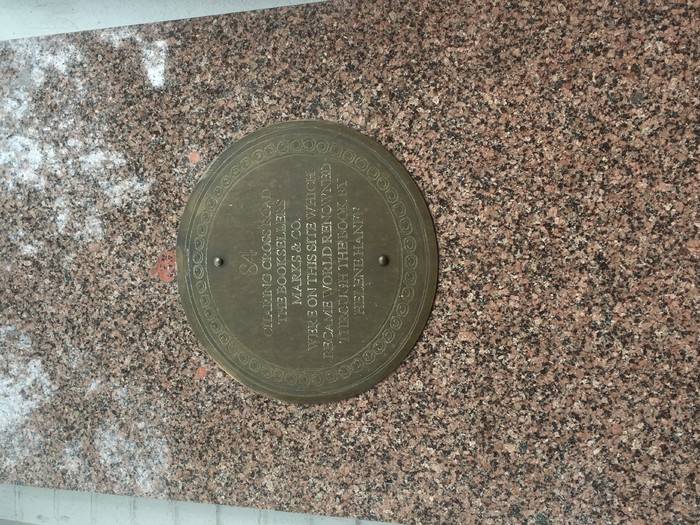 84
CHARING CROSS ROAD
THE BOOKSELLERS
MARKS & CO.
WERE ON THIS SITE WHICH
BECAME WORLD RENOWNED
THROUGH THE BOOK BY
HELENE HANFF